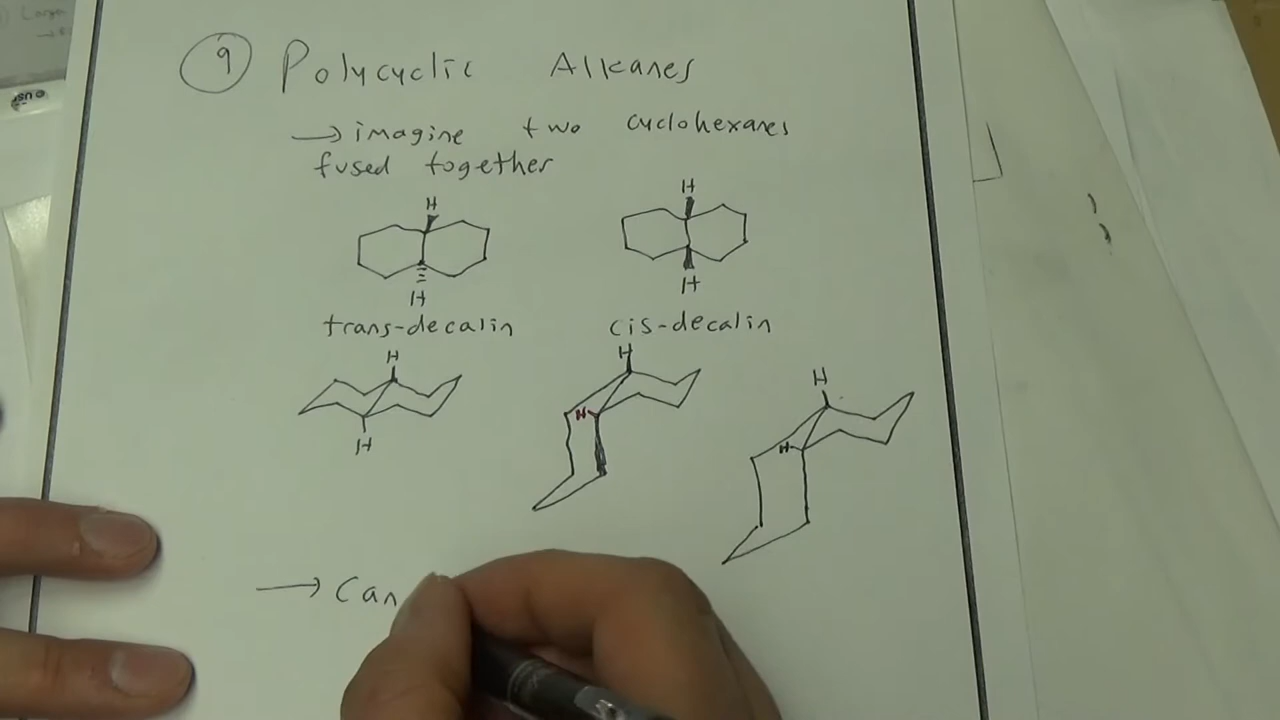 9 Polycyclic Alkanes
→ imagine two cyclohexanes
fused together
H H
H H
trans-decalin cis-decalin
H H H
H H
H
→ Can